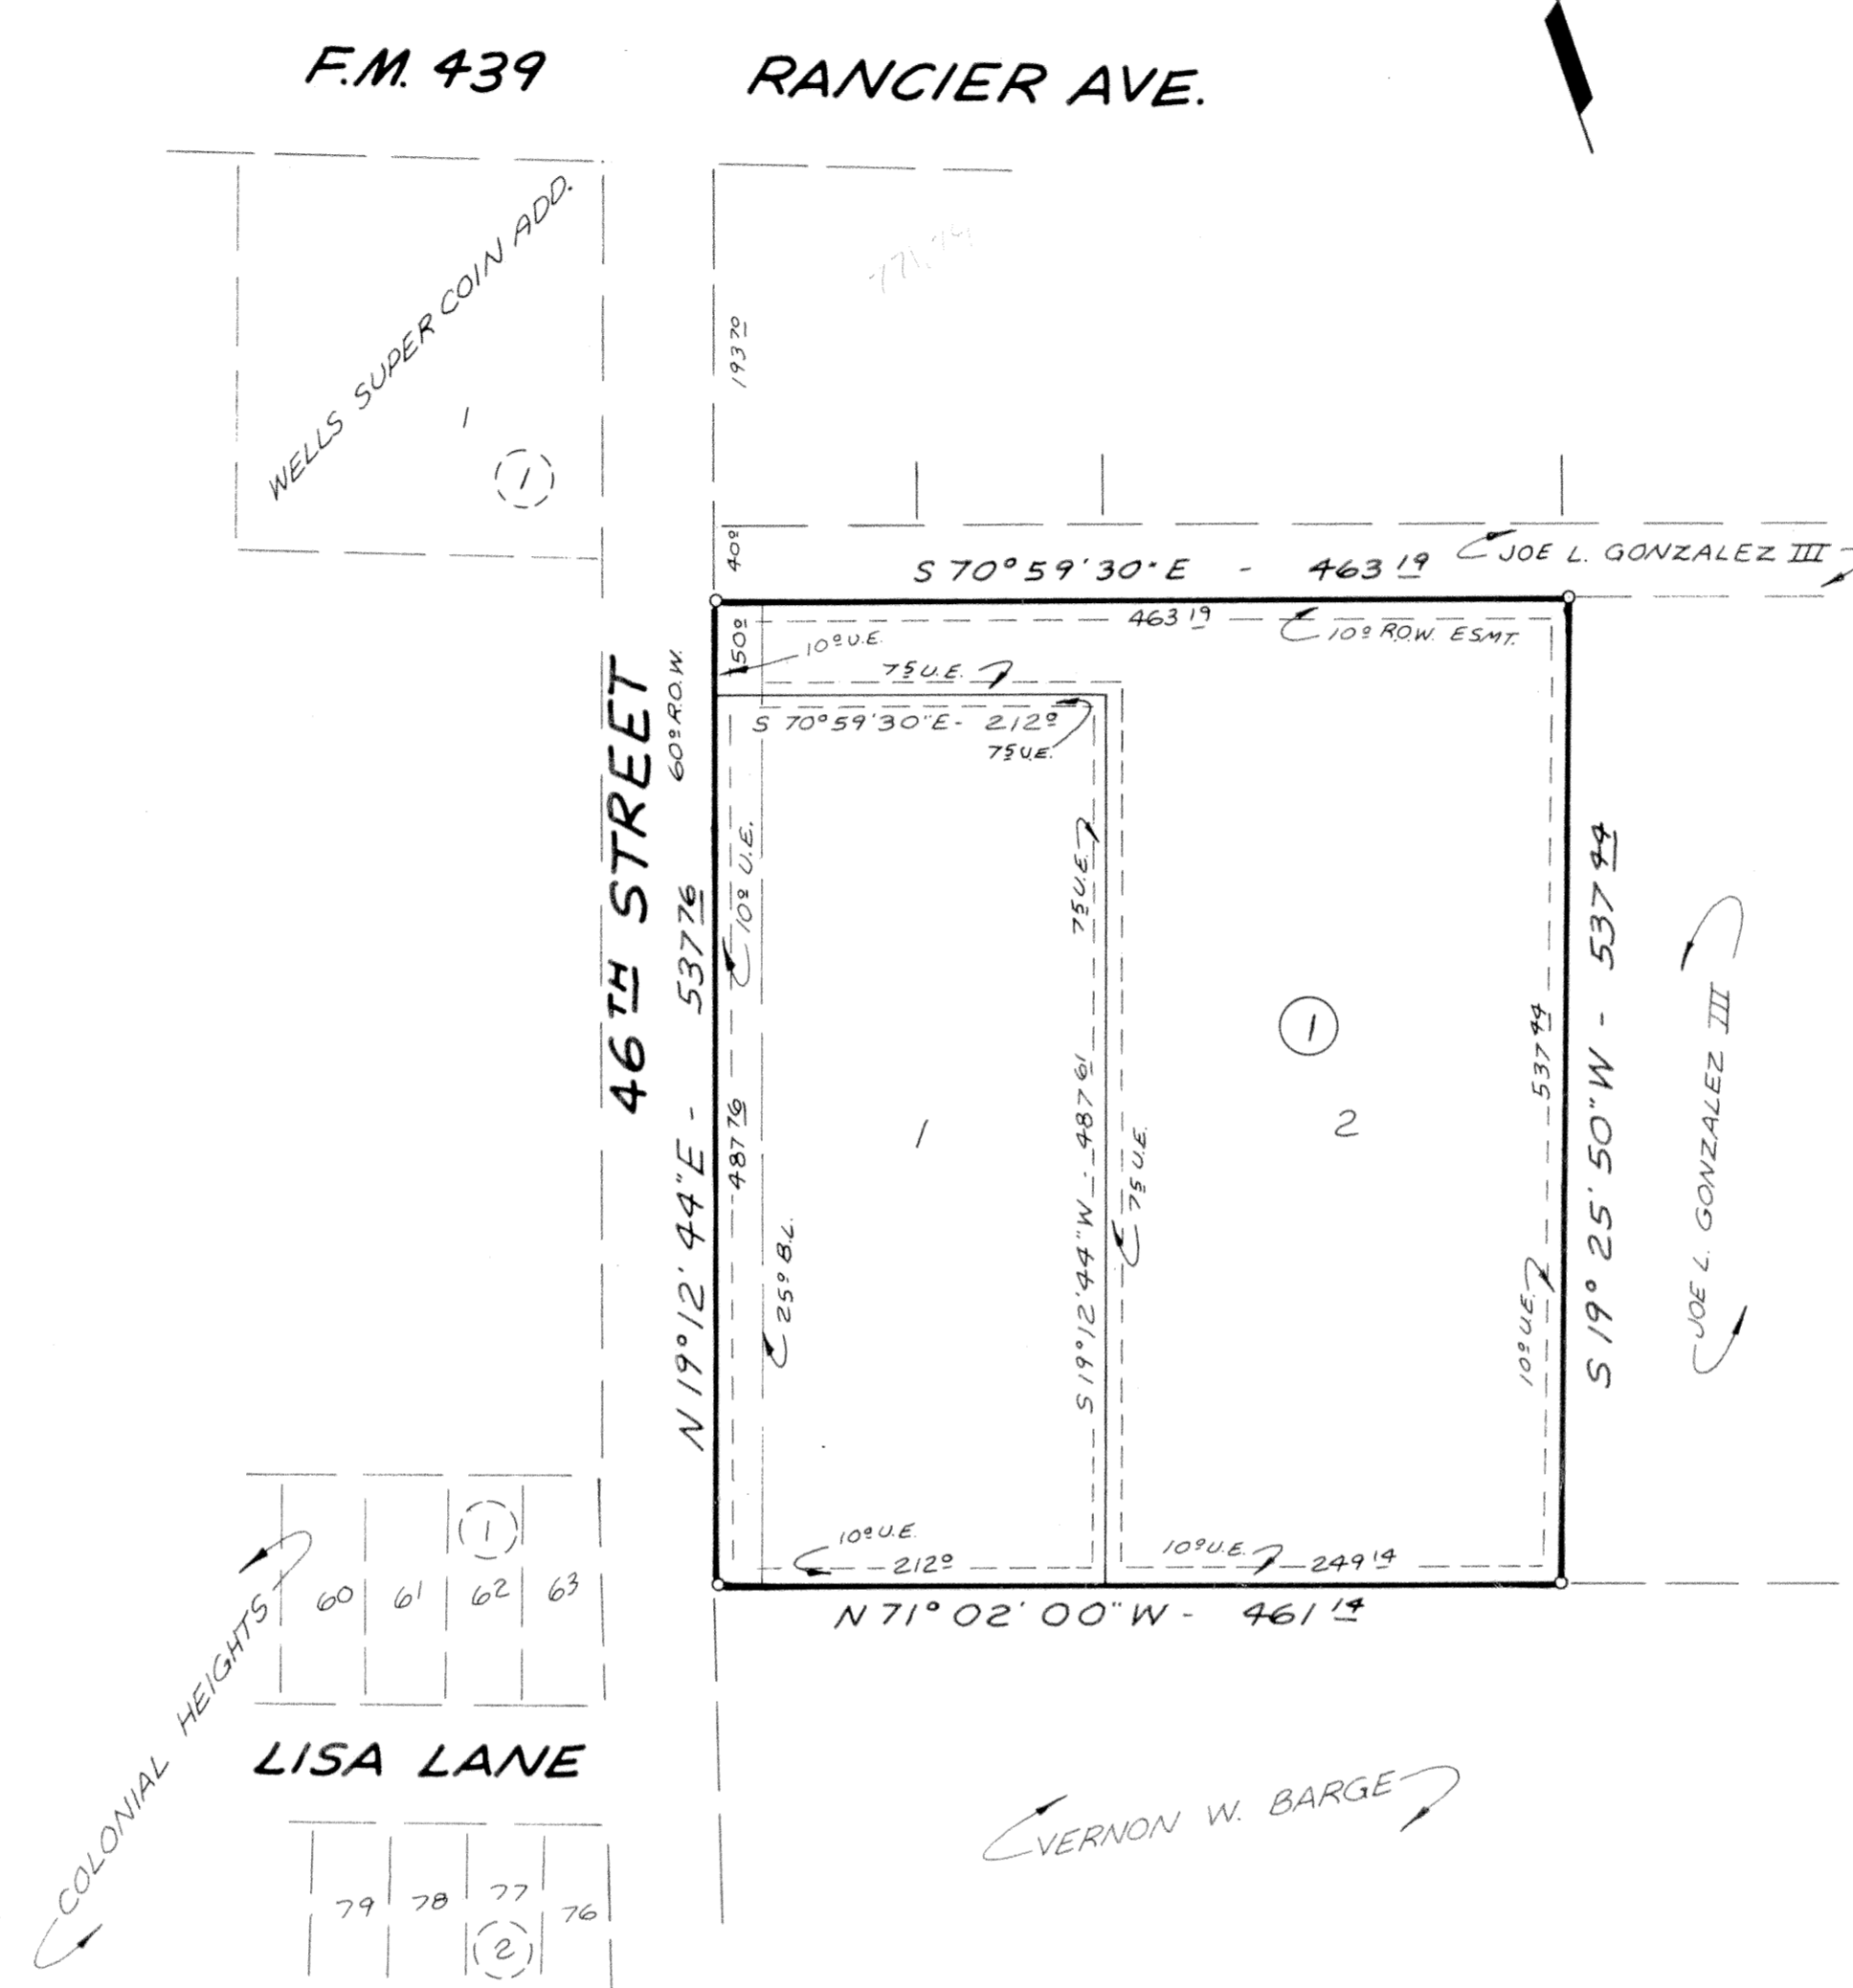 F.M. 439
RANCIER AVE.
WELLS SUPER COIN ADD.
1
1
771.74
193 70
40 0
S 70° 59' 30" E - 463 19
JOE L. GONZALEZ III
463 19
10 0 R.O.W. ESMT.
50 0
10 0 U.E.
7 5 U.E.
S 70° 59' 30" E - 212 0
7 5 U.E.
46 TH STREET
60 0 R.O.W.
N 19° 12' 44" E - 537 76
10 0 U.E.
487 76
25 0 B.L.
1
7 5 U.E.
S 19° 12' 44" W - 487 61
7 5 U.E.
1
2
537 44
10 0 U.E.
S 19° 25' 50" W - 537 44
JOE L. GONZALEZ III
10 0 U.E.
212 0
10 0 U.E.
249 14
N 71° 02' 00" W - 461 14
1
60 61 62 63
COLONIAL HEIGHTS
LISA LANE
79 78 77 76
2
VERNON W. BARGE